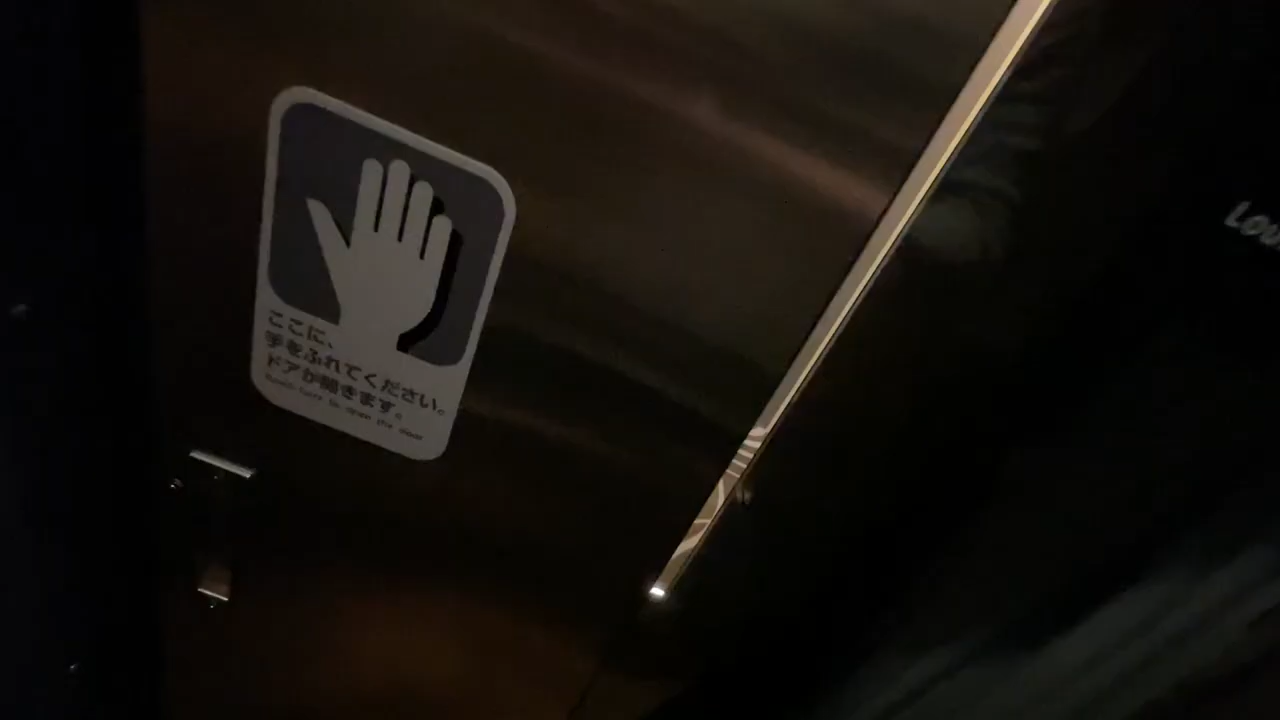 ここに、
手をふれてください。
ドアが開きます。
Touch here to open the door
Lou